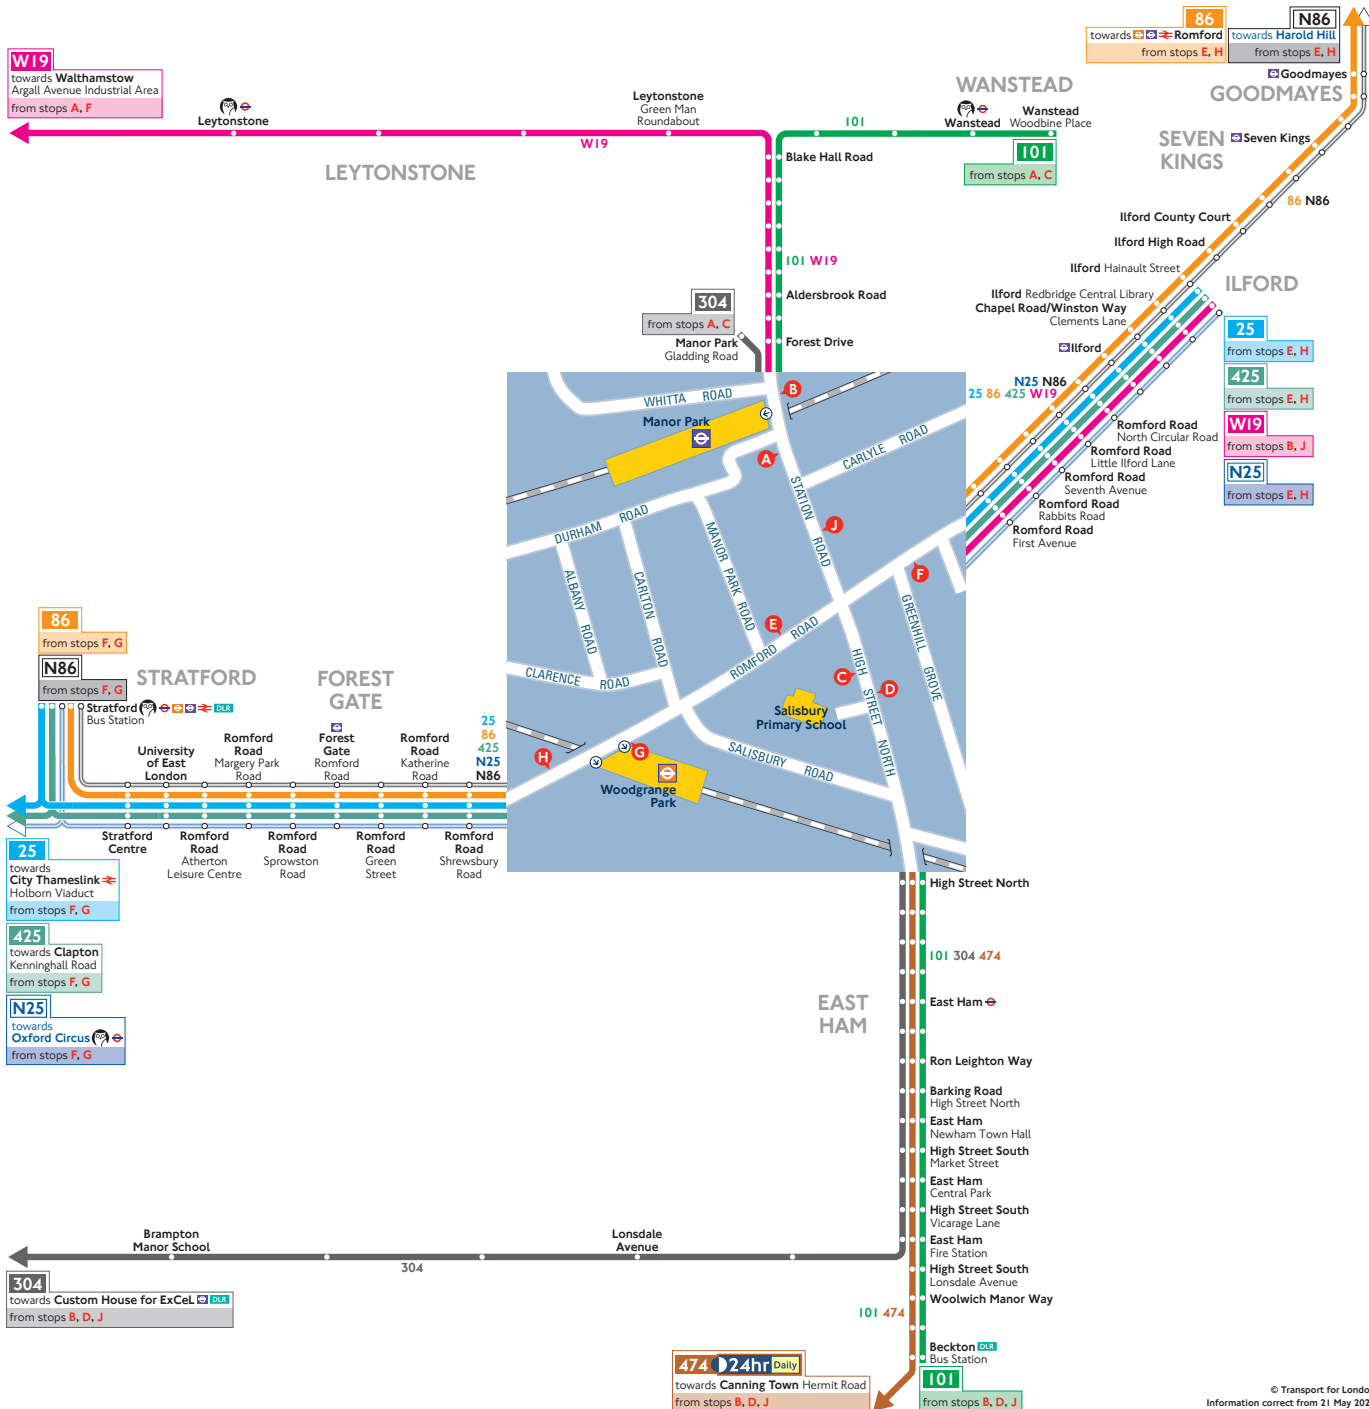 86
towards Romford
from stops E, H
N86
towards Harold Hill
from stops E, H
W19
towards Walthamstow
Argall Avenue Industrial Area
from stops A, F
Leytonstone
Leytonstone
Green Man
Roundabout
W19
LEYTONSTONE
WANSTEAD
101
Wanstead
Wanstead
Woodbine Place
101
from stops A, C
Blake Hall Road
101 W19
Aldersbrook Road
Forest Drive
304
from stops A, C
Manor Park
Gladding Road
Goodmayes
GOODMAYES
SEVEN
KINGS
Seven Kings
86 N86
Ilford County Court
Ilford High Road
Ilford Hainault Street
Ilford Redbridge Central Library
Chapel Road/Winston Way
Clements Lane
Ilford
ILFORD
N25 N86
25 86 425 W19
25
from stops E, H
425
from stops E, H
W19
from stops B, J
N25
from stops E, H
Romford Road
North Circular Road
Romford Road
Little Ilford Lane
Romford Road
Seventh Avenue
Romford Road
Rabbits Road
Romford Road
First Avenue
WHITTA ROAD
B
Manor Park
A
CARLYLE ROAD
STATION ROAD
J
DURHAM ROAD
MANOR PARK ROAD
ALBANY ROAD
CARLTON ROAD
F
GREENHILL GROVE
E
ROMFORD ROAD
CLARENCE ROAD
HIGH STREET NORTH
C
D
Salisbury
Primary School
SALISBURY ROAD
H
G
Woodgrange
Park
86
from stops F, G
N86
from stops F, G
STRATFORD
FOREST
GATE
Stratford DLR
Bus Station
University
of East
London
Romford
Road
Margery Park
Road
Forest
Gate
Romford
Road
Romford
Road
Katherine
Road
25
86
425
N25
N86
Stratford
Centre
Romford
Road
Atherton
Leisure Centre
Romford
Road
Sprowston
Road
Romford
Road
Green
Street
Romford
Road
Shrewsbury
Road
25
towards
City Thameslink
Holborn Viaduct
from stops F, G
425
towards Clapton
Kenninghall Road
from stops F, G
N25
towards
Oxford Circus
from stops F, G
High Street North
101 304 474
EAST
HAM
East Ham
Ron Leighton Way
Barking Road
High Street North
East Ham
Newham Town Hall
High Street South
Market Street
East Ham
Central Park
High Street South
Vicarage Lane
East Ham
Fire Station
High Street South
Lonsdale Avenue
Woolwich Manor Way
101 474
Beckton DLR
Bus Station
Brampton
Manor School
Lonsdale
Avenue
304
304
towards Custom House for ExCeL DLR
from stops B, D, J
474 24hr Daily
towards Canning Town Hermit Road
from stops B, D, J
101
from stops B, D, J
© Transport for Londo
Information correct from 21 May 202